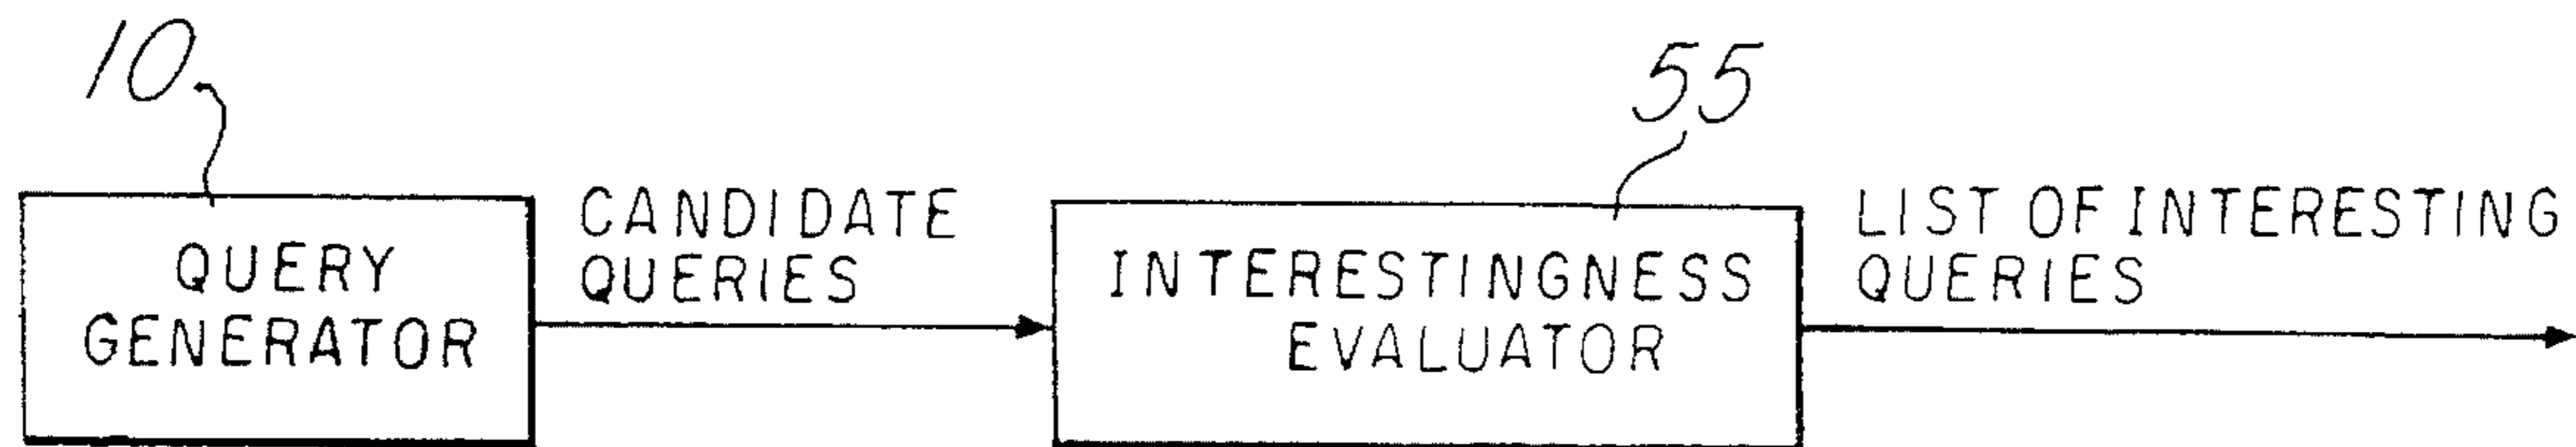 10
55
QUERY
GENERATOR
CANDIDATE
QUERIES
INTERESTINGNESS
EVALUATOR
LIST OF INTERESTING
QUERIES